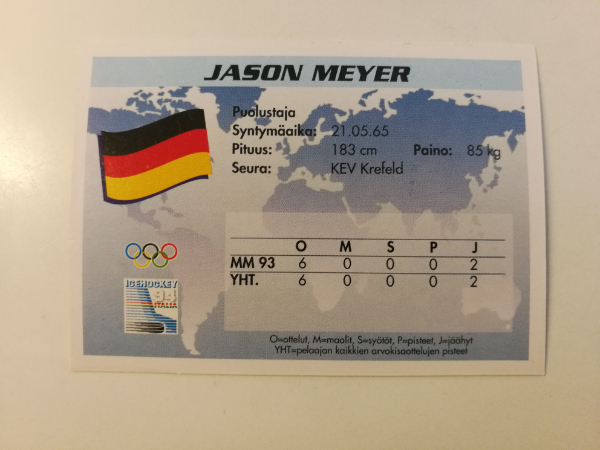 JASON MEYER
Puolustaja
Syntymäaika: 21.05.65
Pituus: 183 cm Paino: 85 kg
Seura: KEV Krefeld
O M S P J
MM 93 6 0 0 0 2
YHT. 6 0 0 0 2
ICEHOCKEY
94
ITALIA
O=ottelut, M=maalit, S=syötöt, P=pisteet, J=jäähyt
YHT=pelaajan kaikkien arvokisaottelujen pisteet